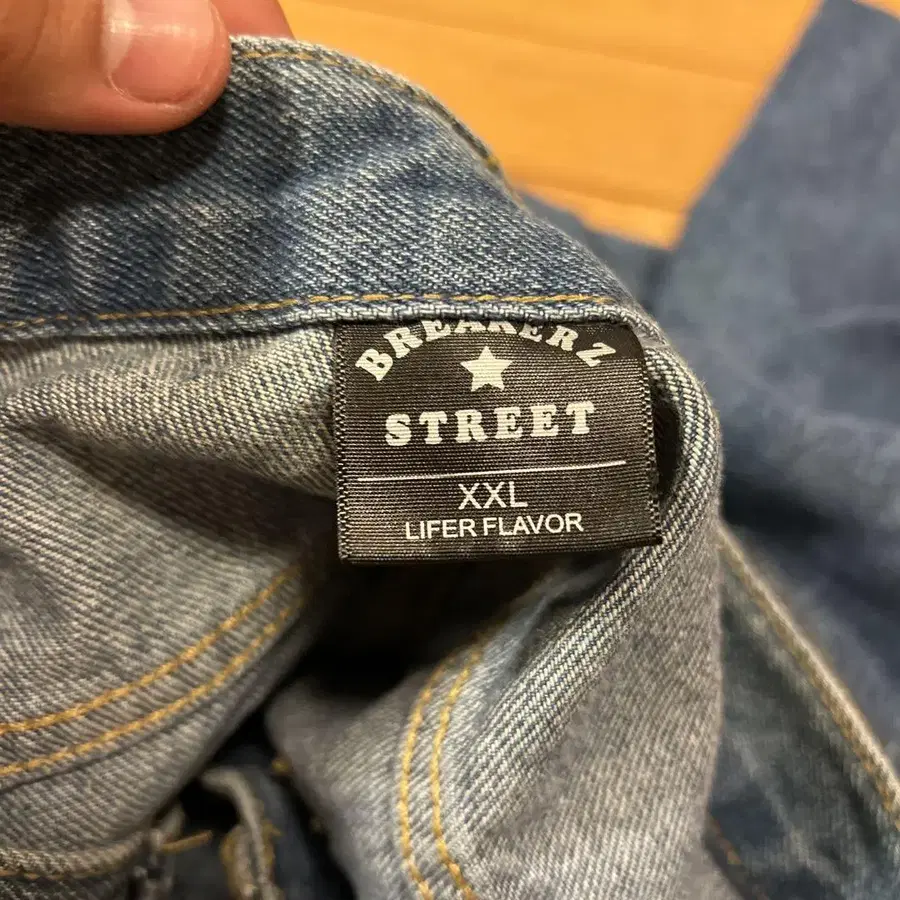 BREAKERZ
STREET
XXL
LIFER FLAVOR